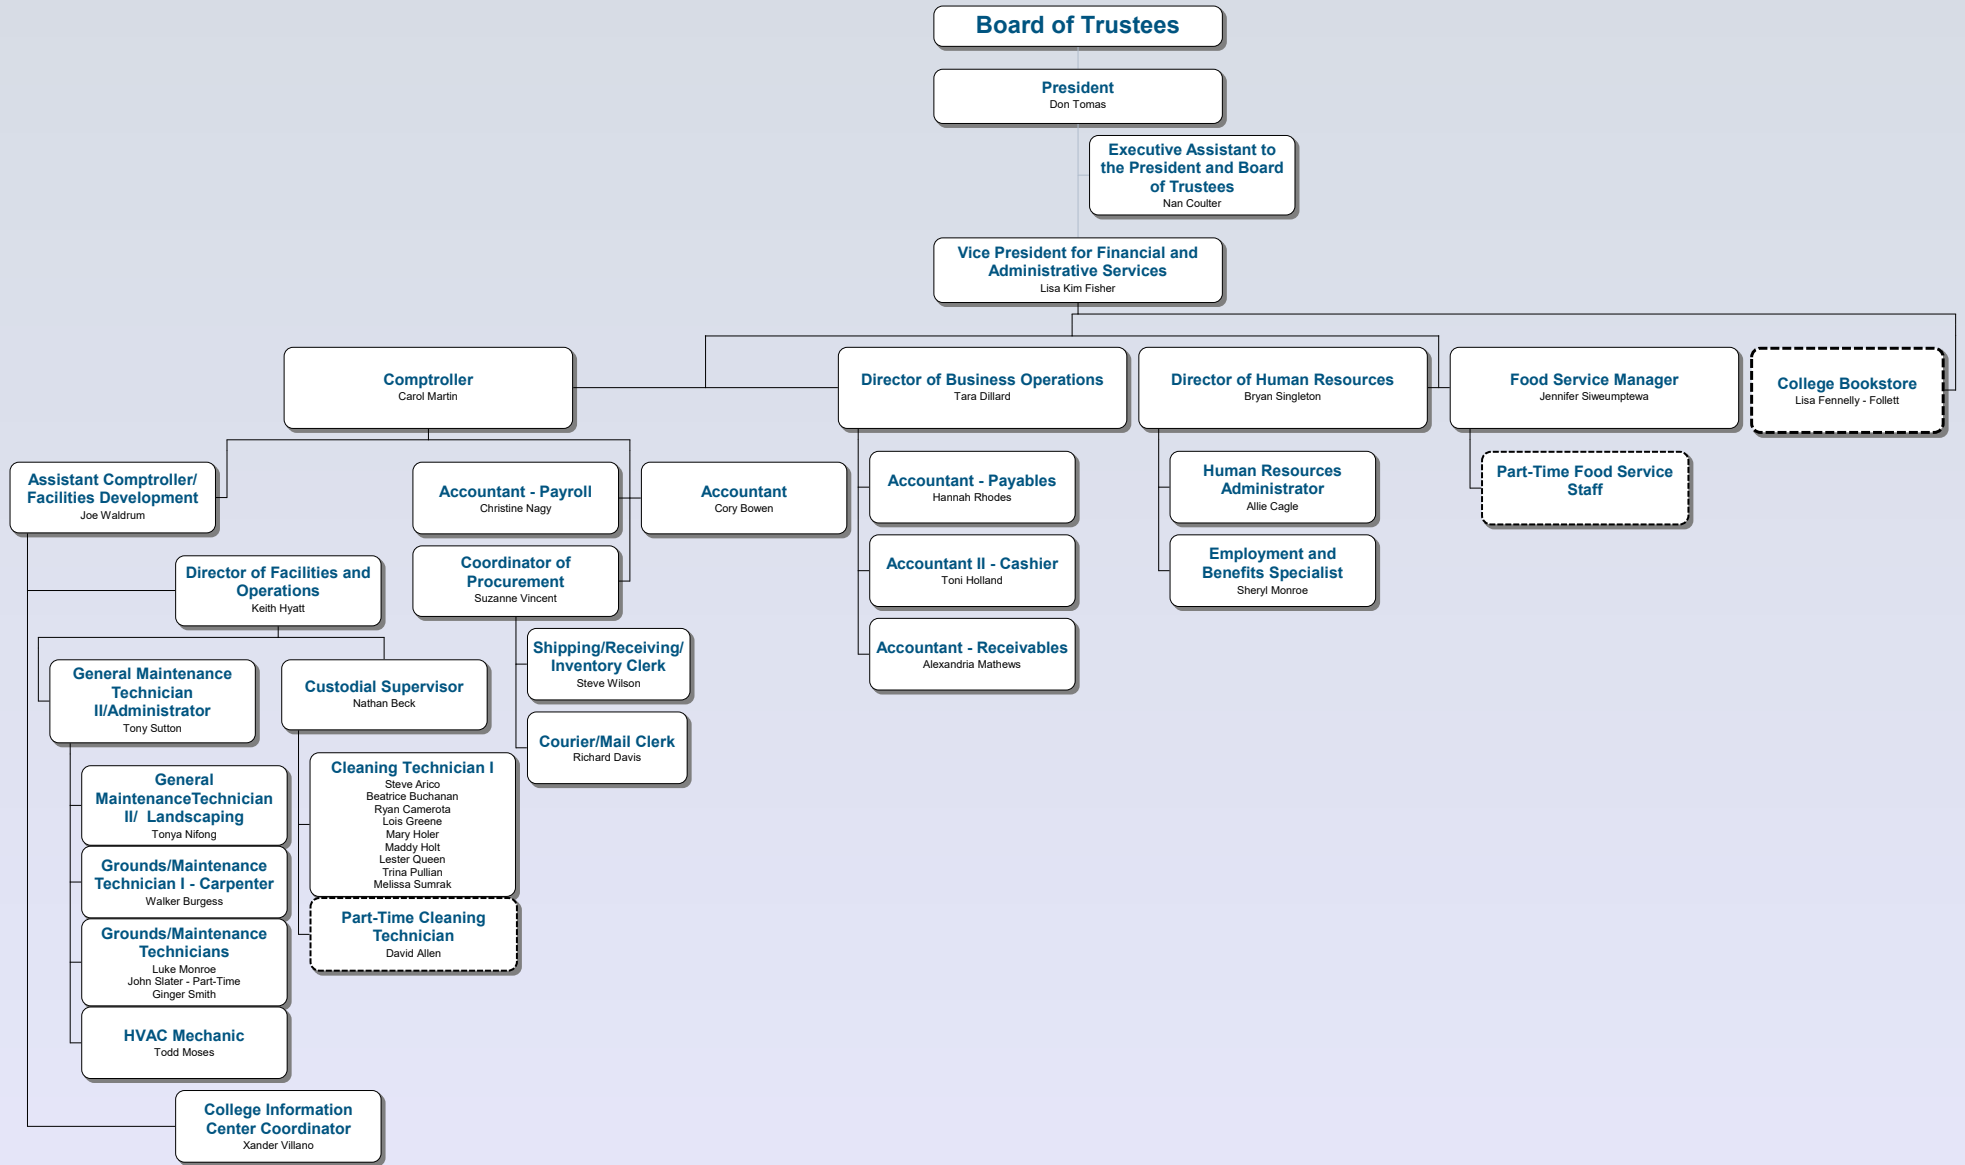 Board of Trustees
President
Don Tomas
Executive Assistant to
the President and Board
of Trustees
Nan Coulter
Vice President for Financial and
Administrative Services
Lisa Kim Fisher
Comptroller
Carol Martin
Director of Business Operations
Tara Dillard
Director of Human Resources
Bryan Singleton
Food Service Manager
Jennifer Siweumptewa
College Bookstore
Lisa Fennelly - Follett
Assistant Comptroller/
Facilities Development
Joe Waldrum
Accountant - Payroll
Christine Nagy
Accountant
Cory Bowen
Accountant - Payables
Hannah Rhodes
Human Resources
Administrator
Allie Cagle
Part-Time Food Service
Staff
Director of Facilities and
Operations
Keith Hyatt
Coordinator of
Procurement
Suzanne Vincent
Accountant II - Cashier
Toni Holland
Employment and
Benefits Specialist
Sheryl Monroe
Shipping/Receiving/
Inventory Clerk
Steve Wilson
Accountant - Receivables
Alexandria Mathews
General Maintenance
Technician
II/Administrator
Tony Sutton
Custodial Supervisor
Nathan Beck
Courier/Mail Clerk
Richard Davis
General
MaintenanceTechnician
II/  Landscaping
Tonya Nifong
Cleaning Technician I
Steve Arico
Beatrice Buchanan
Ryan Camerota
Lois Greene
Mary Holer
Maddy Holt
Lester Queen
Trina Pullian
Melissa Sumrak
Grounds/Maintenance
Technician I - Carpenter
Walker Burgess
Part-Time Cleaning
Technician
David Allen
Grounds/Maintenance
Technicians
Luke Monroe
John Slater - Part-Time
Ginger Smith
HVAC Mechanic
Todd Moses
College Information
Center Coordinator
Xander Villano